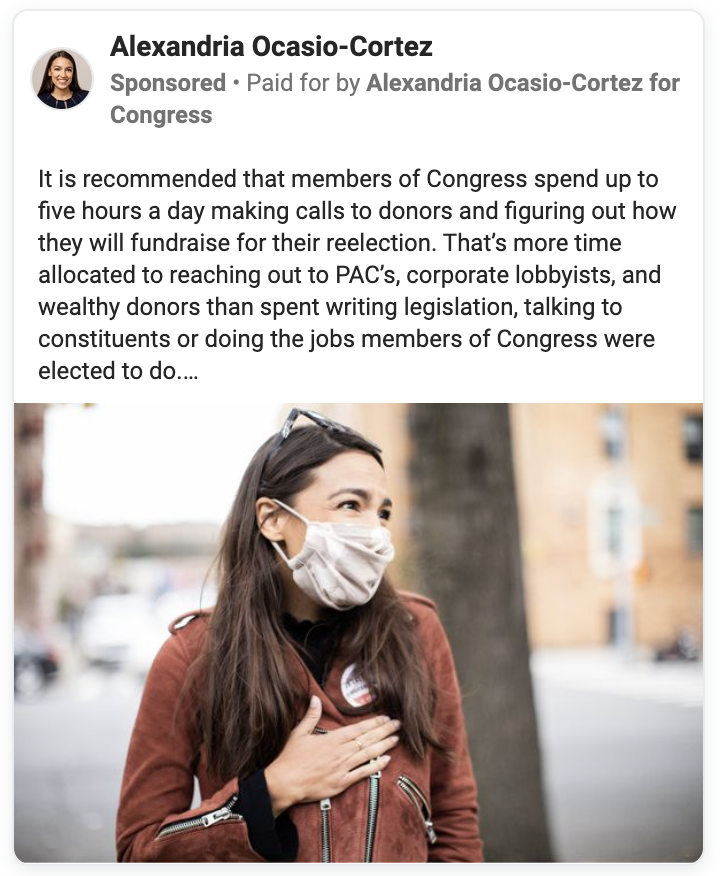 Alexandria Ocasio-Cortez
Sponsored • Paid for by Alexandria Ocasio-Cortez for
Congress
It is recommended that members of Congress spend up to
five hours a day making calls to donors and figuring out how
they will fundraise for their reelection. That’s more time
allocated to reaching out to PAC’s, corporate lobbyists, and
wealthy donors than spent writing legislation, talking to
constituents or doing the jobs members of Congress were
elected to do....